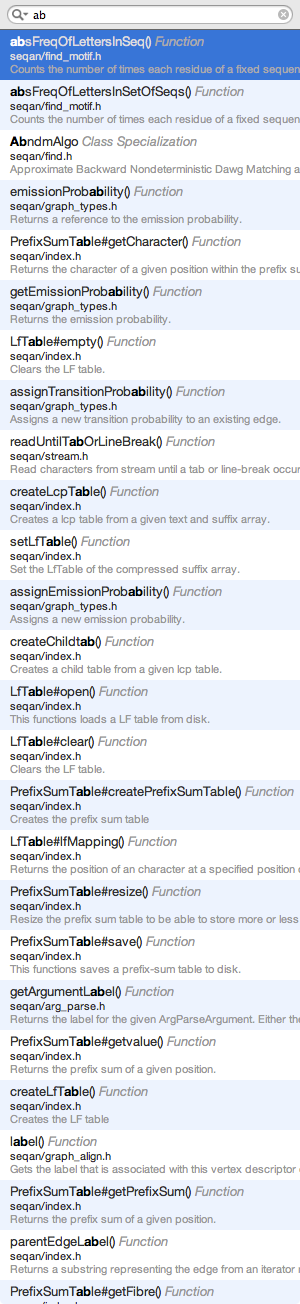 ab
absFreqOfLettersInSeq() Function
seqan/find_motif.h
Counts the number of times each residue of a fixed sequen
absFreqOfLettersInSetOfSeqs() Function
seqan/find_motif.h
Counts the number of times each residue of a fixed sequen
AbndmAlgo Class Specialization
seqan/find.h
Approximate Backward Nondeterministic Dawg Matching a
emissionProbability() Function
seqan/graph_types.h
Returns a reference to the emission probability.
PrefixSumTable#getCharacter() Function
seqan/index.h
Returns the character of a given position within the prefix su
getEmissionProbability() Function
seqan/graph_types.h
Returns the emission probability.
LfTable#empty() Function
seqan/index.h
Clears the LF table.
assignTransitionProbability() Function
seqan/graph_types.h
Assigns a new transition probability to an existing edge.
readUntilTabOrLineBreak() Function
seqan/stream.h
Read characters from stream until a tab or line-break occur
createLcpTable() Function
seqan/index.h
Creates a lcp table from a given text and suffix array.
setLfTable() Function
seqan/index.h
Set the LfTable of the compressed suffix array.
assignEmissionProbability() Function
seqan/graph_types.h
Assigns a new emission probability.
createChildtab() Function
seqan/index.h
Creates a child table from a given lcp table.
LfTable#open() Function
seqan/index.h
This functions loads a LF table from disk.
LfTable#clear() Function
seqan/index.h
Clears the LF table.
PrefixSumTable#createPrefixSumTable() Function
seqan/index.h
Creates the prefix sum table
LfTable#lfMapping() Function
seqan/index.h
Returns the position of an character at a specified position
PrefixSumTable#resize() Function
seqan/index.h
Resize the prefix sum table to be able to store more or less
PrefixSumTable#save() Function
seqan/index.h
This functions saves a prefix-sum table to disk.
getArgumentLabel() Function
seqan/arg_parse.h
Returns the label for the given ArgParseArgument. Either the
PrefixSumTable#getvalue() Function
seqan/index.h
Returns the prefix sum of a given position.
createLfTable() Function
seqan/index.h
Creates the LF table
label() Function
seqan/graph_align.h
Gets the label that is associated with this vertex descriptor
PrefixSumTable#getPrefixSum() Function
seqan/index.h
Returns the prefix sum of a given position.
parentEdgeLabel() Function
seqan/index.h
Returns a substring representing the edge from an iterator
PrefixSumTable#getFibre() Function
seqan/index.h